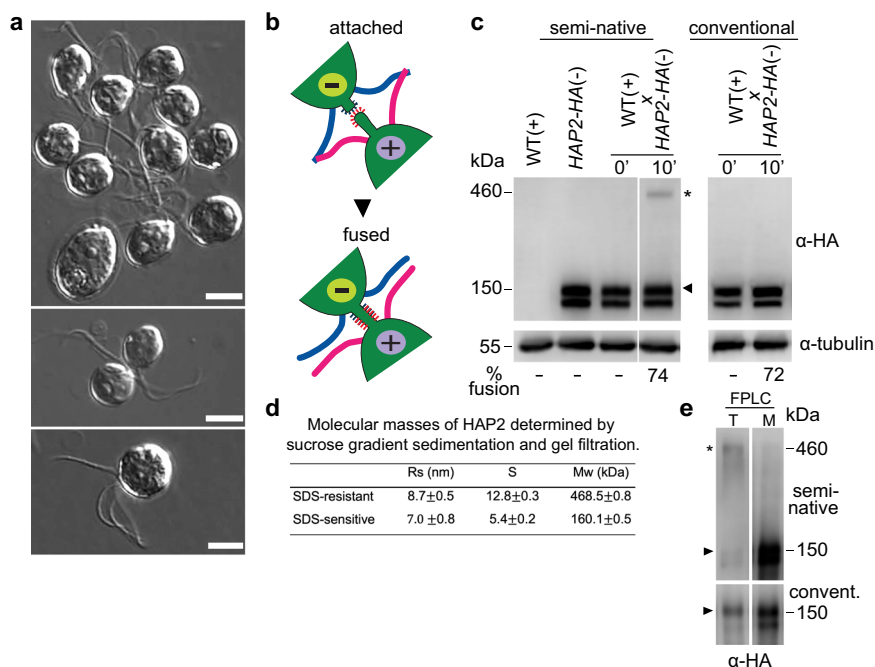 a
b
attached
−
+
fused
−
+
c
semi-native
conventional
WT(+)
HAP2-HA(-)
WT(+)
x
HAP2-HA(-)
WT(+)
x
HAP2-HA(-)
kDa
0' 10' 0' 10'
460
*
α-HA
150
55
α-tubulin
%
fusion
– – – 74 – 72
d
Molecular masses of HAP2 determined by
sucrose gradient sedimentation and gel filtration.
Rs (nm) S Mw (kDa)
SDS-resistant 8.7±0.5 12.8±0.3 468.5±0.8
SDS-sensitive 7.0 ±0.8 5.4±0.2 160.1±0.5
e
FPLC
T M kDa
* 460
semi-
native
150
convent.
150
α-HA